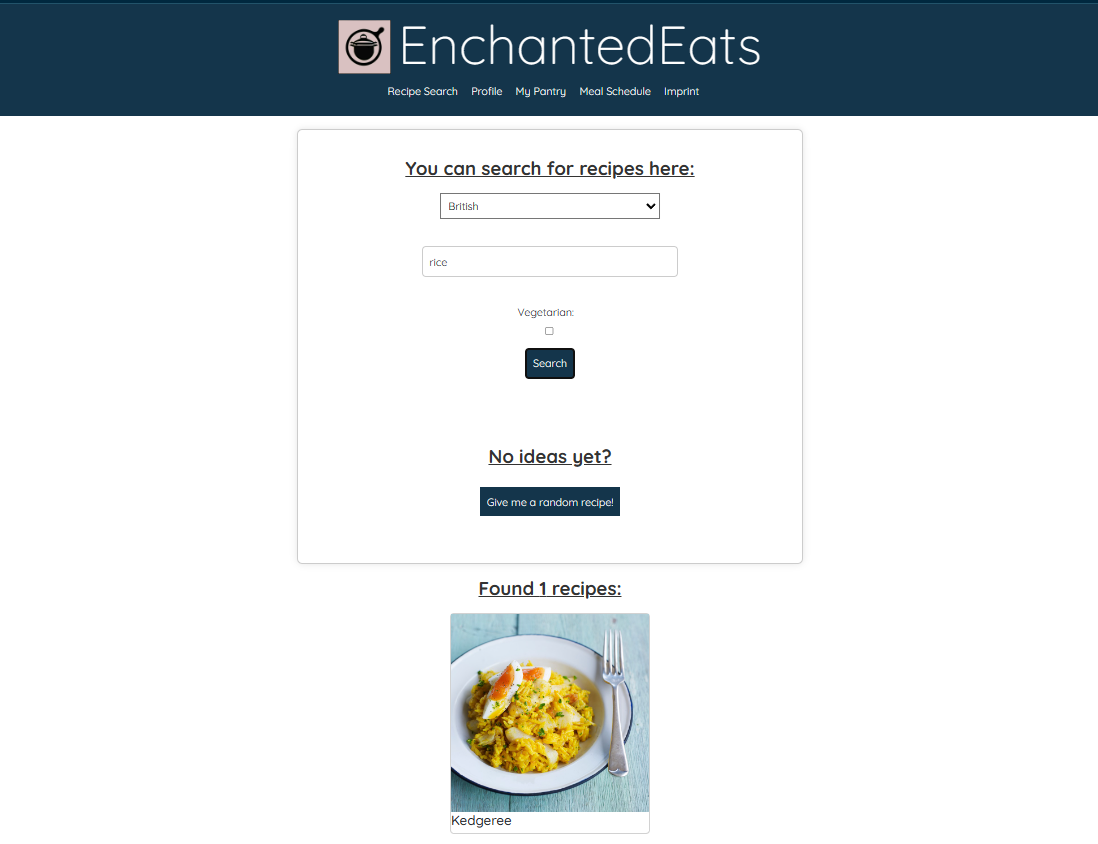 EnchantedEats
Recipe Search Profile My Pantry Meal Schedule Imprint
You can search for recipes here:
British
rice
Vegetarian:
Search
No ideas yet?
Give me a random recipe!
Found 1 recipes:
Kedgeree